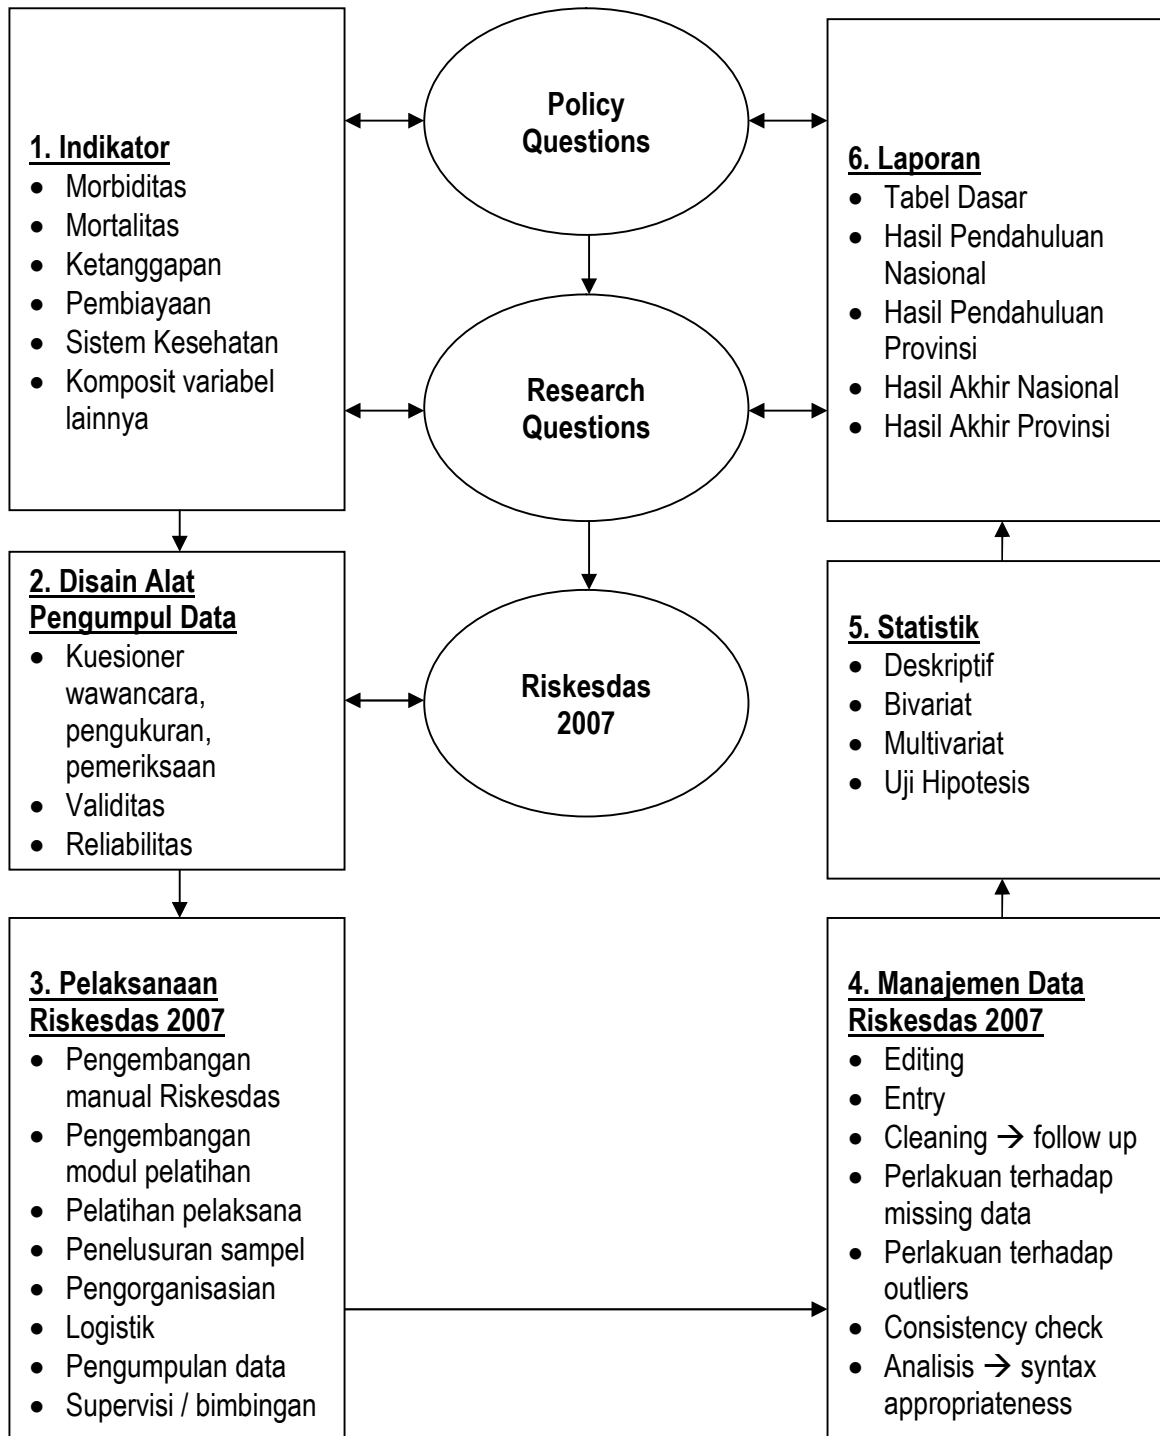 Policy
Questions
1. Indikator
• Morbiditas
• Mortalitas
• Ketanggapan
• Pembiayaan
• Sistem Kesehatan
• Komposit variabel
lainnya
6. Laporan
• Tabel Dasar
• Hasil Pendahuluan
Nasional
• Hasil Pendahuluan
Provinsi
• Hasil Akhir Nasional
• Hasil Akhir Provinsi
Research
Questions
2. Disain Alat
Pengumpul Data
• Kuesioner
wawancara,
pengukuran,
pemeriksaan
• Validitas
• Reliabilitas
Riskesdas
2007
5. Statistik
• Deskriptif
• Bivariat
• Multivariat
• Uji Hipotesis
3. Pelaksanaan
Riskesdas 2007
• Pengembangan
manual Riskesdas
• Pengembangan
modul pelatihan
• Pelatihan pelaksana
• Penelusuran sampel
• Pengorganisasian
• Logistik
• Pengumpulan data
• Supervisi / bimbingan
4. Manajemen Data
Riskesdas 2007
• Editing
• Entry
• Cleaning → follow up
• Perlakuan terhadap
missing data
• Perlakuan terhadap
outliers
• Consistency check
• Analisis → syntax
appropriateness